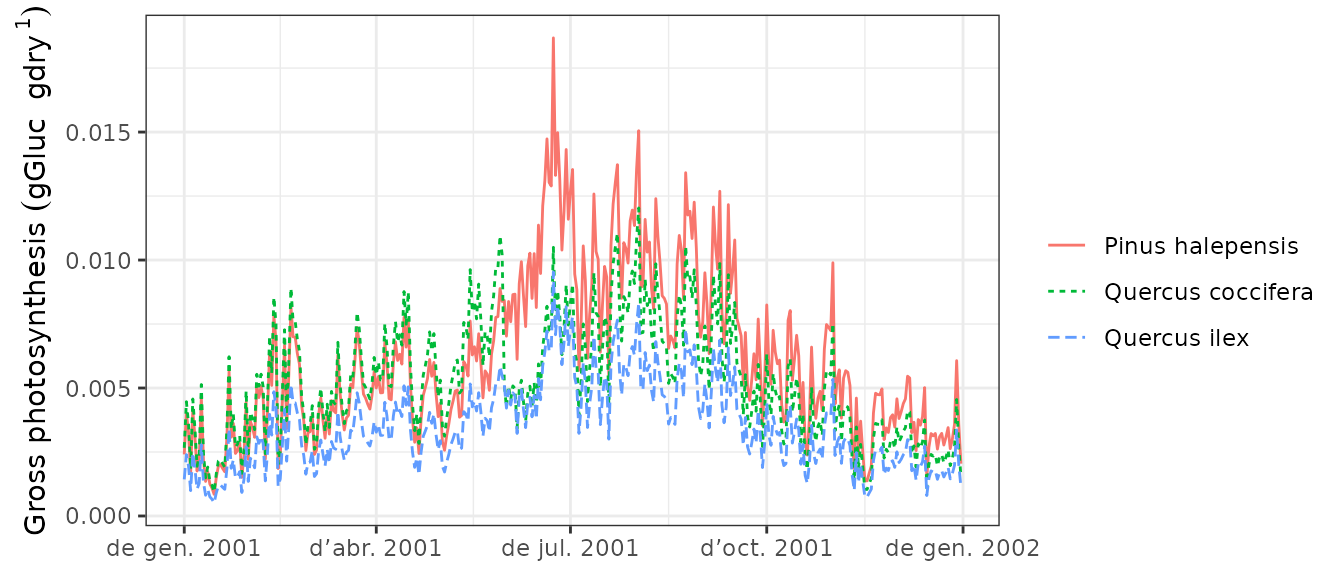 Gross photosynthesis (gGluc gdry¹)
0.015
0.010
0.005
0.000
de gen. 2001
d’abr. 2001
de jul. 2001
d’oct. 2001
de gen. 2002
Pinus halepensis
Quercus coccifera
Quercus ilex